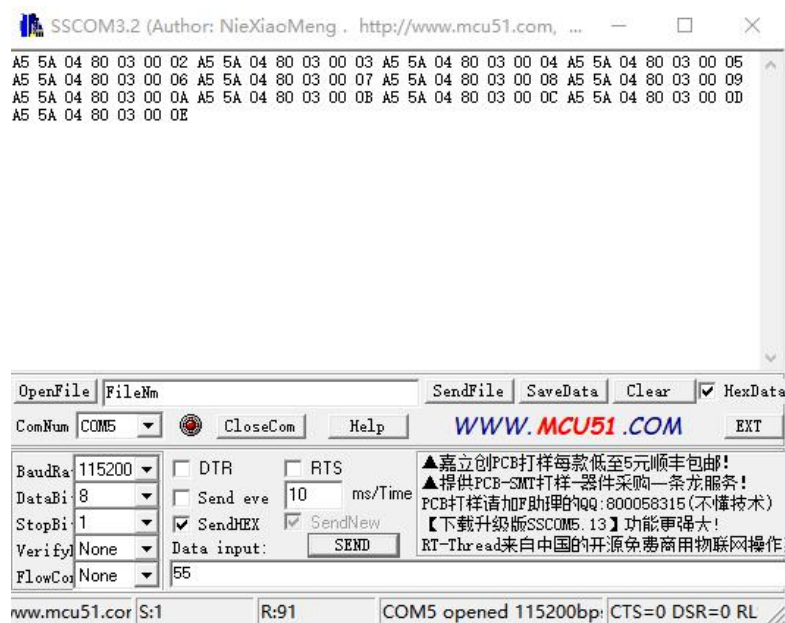 SSCOM3.2 (Author: NieXiaoMeng . http://www.mcu51.com, ...
A5 5A 04 80 03 00 02 A5 5A 04 80 03 00 03 A5 5A 04 80 03 00 04 A5 5A 04 80 03 00 05
A5 5A 04 80 03 00 06 A5 5A 04 80 03 00 07 A5 5A 04 80 03 00 08 A5 5A 04 80 03 00 09
A5 5A 04 80 03 00 0A A5 5A 04 80 03 00 0B A5 5A 04 80 03 00 0C A5 5A 04 80 03 00 0D
A5 5A 04 80 03 00 0E
OpenFile FileNm SendFile SaveData Clear HexData
ComNum COM5 CloseCom Help WWW.MCU51.COM EXT
BaudRa 115200 DTR RTS
DataBi 8 Send eve 10 ms/Time
StopBi 1 SendHEX SendNew
Verify None Data input: SEND
FlowCo None 55
▲嘉立创PCB打样每款低至5元顺丰包邮!
▲提供PCB-SMT打样-器件采购一条龙服务!
PCB打样请加F助理的QQ:800058315(不懂技术)
【下载升级版SSCOM5.13】功能更强大!
RT-Thread来自中国的开源免费商用物联网操作
www.mcu51.cor S:1 R:91 COM5 opened 115200bp CTS=0 DSR=0 RL